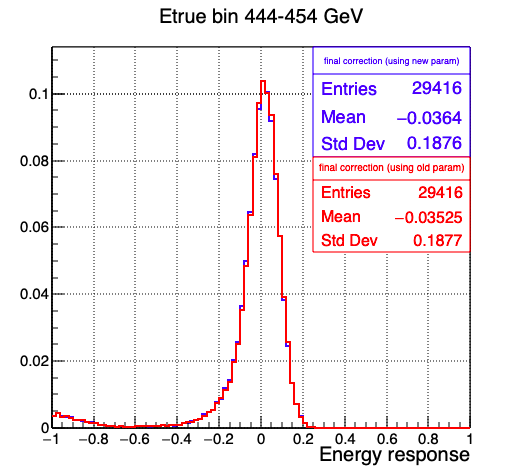 Etrue bin 444-454 GeV
final correction (using new param)
Entries 29416
Mean −0.0364
Std Dev 0.1876
final correction (using old param)
Entries 29416
Mean −0.03525
Std Dev 0.1877
0.1
0.08
0.06
0.04
0.02
0
−1 −0.8 −0.6 −0.4 −0.2 0 0.2 0.4 0.6 0.8 1
Energy response